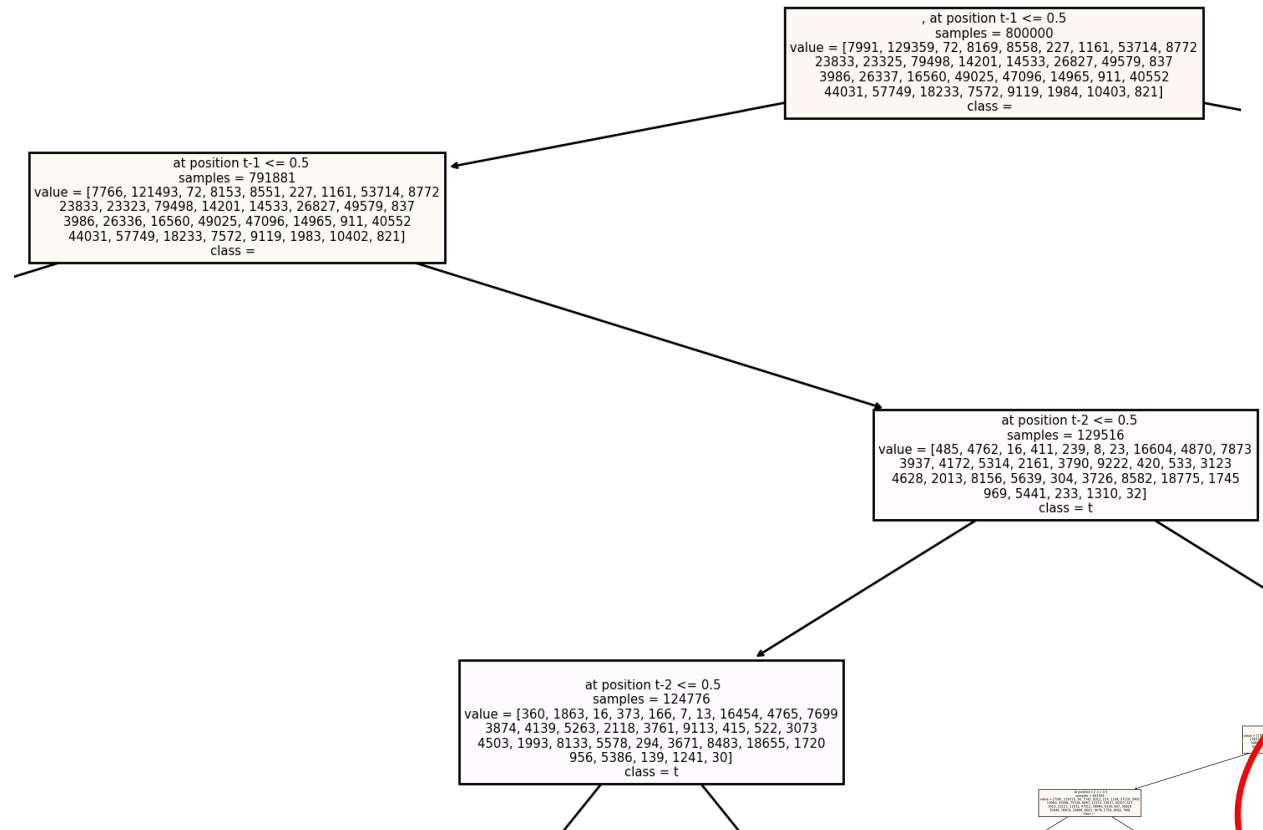 , at position t-1 <= 0.5
samples = 800000
value = [7991, 129359, 72, 8169, 8558, 227, 1161, 53714, 8772
23833, 23325, 79498, 14201, 14533, 26827, 49579, 837
3986, 26337, 16560, 49025, 47096, 14965, 911, 40552
44031, 57749, 18233, 7572, 9119, 1984, 10403, 821]
class =
at position t-1 <= 0.5
samples = 791881
value = [7766, 121493, 72, 8153, 8551, 227, 1161, 53714, 8772
23833, 23323, 79498, 14201, 14533, 26827, 49579, 837
3986, 26336, 16560, 49025, 47096, 14965, 911, 40552
44031, 57749, 18233, 7572, 9119, 1983, 10402, 821]
class =
at position t-2 <= 0.5
samples = 129516
value = [485, 4762, 16, 411, 239, 8, 23, 16604, 4870, 7873
3937, 4172, 5314, 2161, 3790, 9222, 420, 533, 3123
4628, 2013, 8156, 5639, 304, 3726, 8582, 18775, 1745
969, 5441, 233, 1310, 32]
class = t
at position t-2 <= 0.5
samples = 124776
value = [360, 1863, 16, 373, 166, 7, 13, 16454, 4765, 7699
3874, 4139, 5263, 2118, 3761, 9113, 415, 522, 3073
4503, 1993, 8133, 5578, 294, 3671, 8483, 18655, 1720
956, 5386, 139, 1241, 30]
class = t